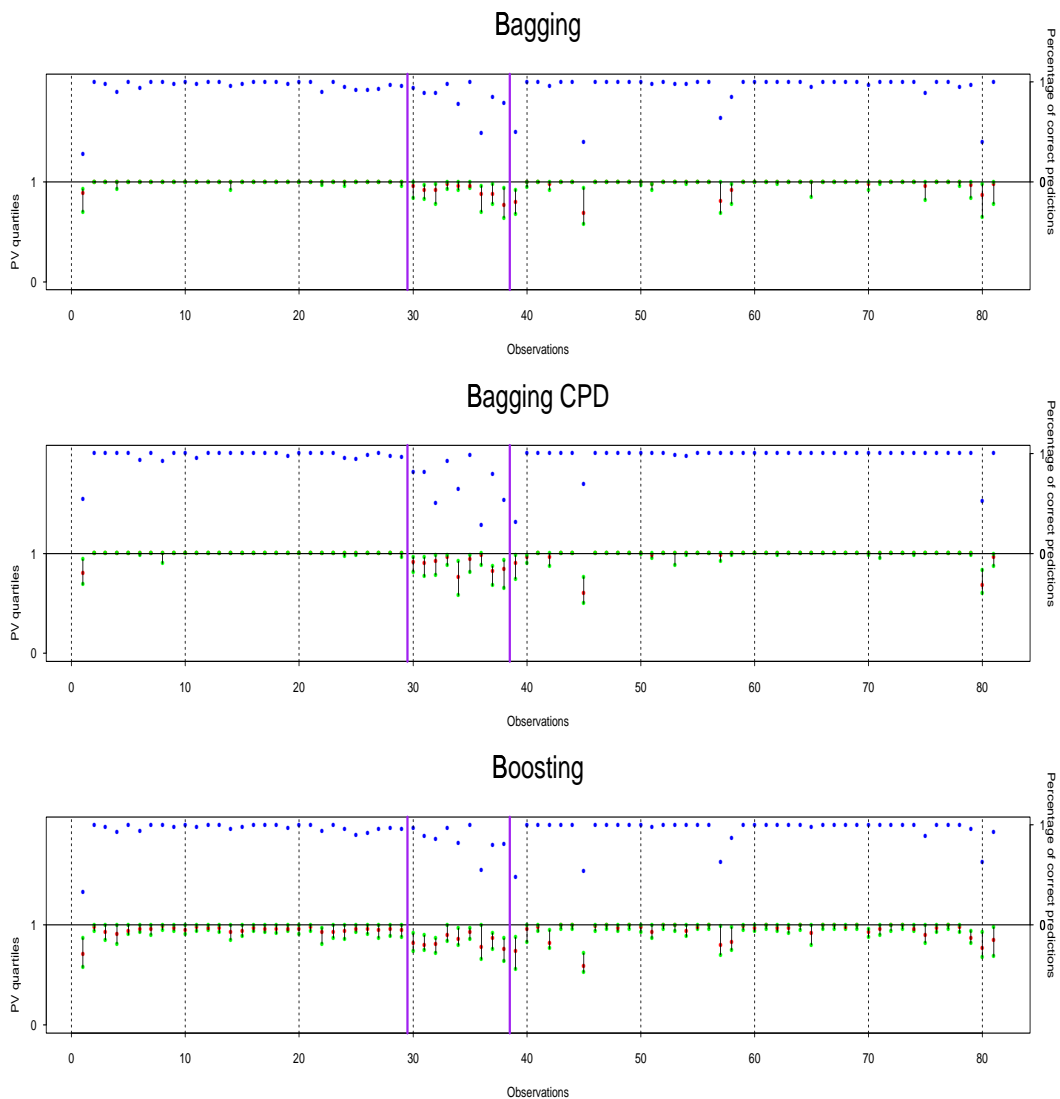 Bagging
PV quartiles
0 1
Percentage of correct predictions
0 1
0 10 20 30 40 50 60 70 80
Observations
Bagging CPD
PV quartiles
0 1
Percentage of correct predictions
0 1
0 10 20 30 40 50 60 70 80
Observations
Boosting
PV quartiles
0 1
Percentage of correct predictions
0 1
0 10 20 30 40 50 60 70 80
Observations